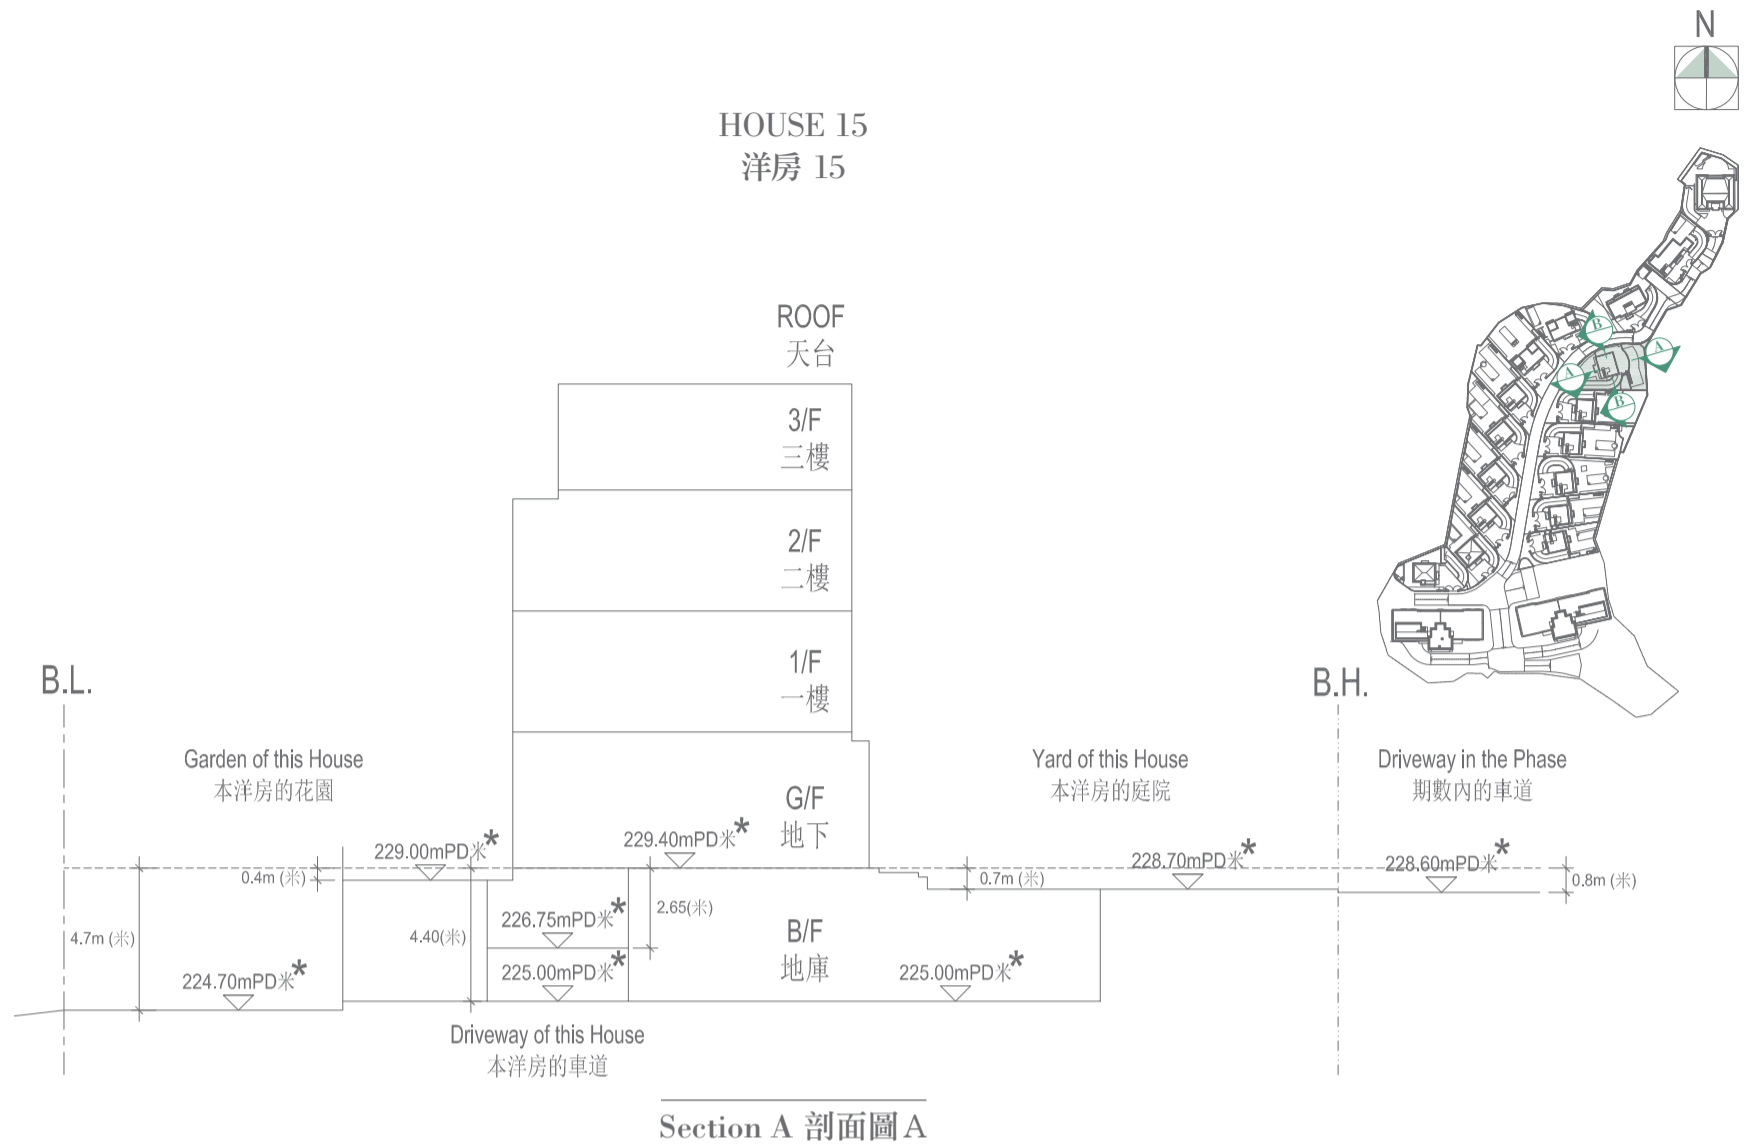 N
HOUSE 15
洋房 15
ROOF
天台
3/F
三樓
2/F
二樓
1/F
一樓
G/F
地下
B/F
地庫
B.L.
B.H.
Garden of this House
本洋房的花園
Yard of this House
本洋房的庭院
Driveway in the Phase
期數內的車道
229.00mPD米*
229.40mPD米*
228.70mPD米*
228.60mPD米*
0.4m (米)
0.7m (米)
0.8m (米)
4.7m (米)
4.40(米)
2.65(米)
226.75mPD米*
225.00mPD米*
225.00mPD米*
224.70mPD米*
Driveway of this House
本洋房的車道
Section A 剖面圖A
B
A
A
B